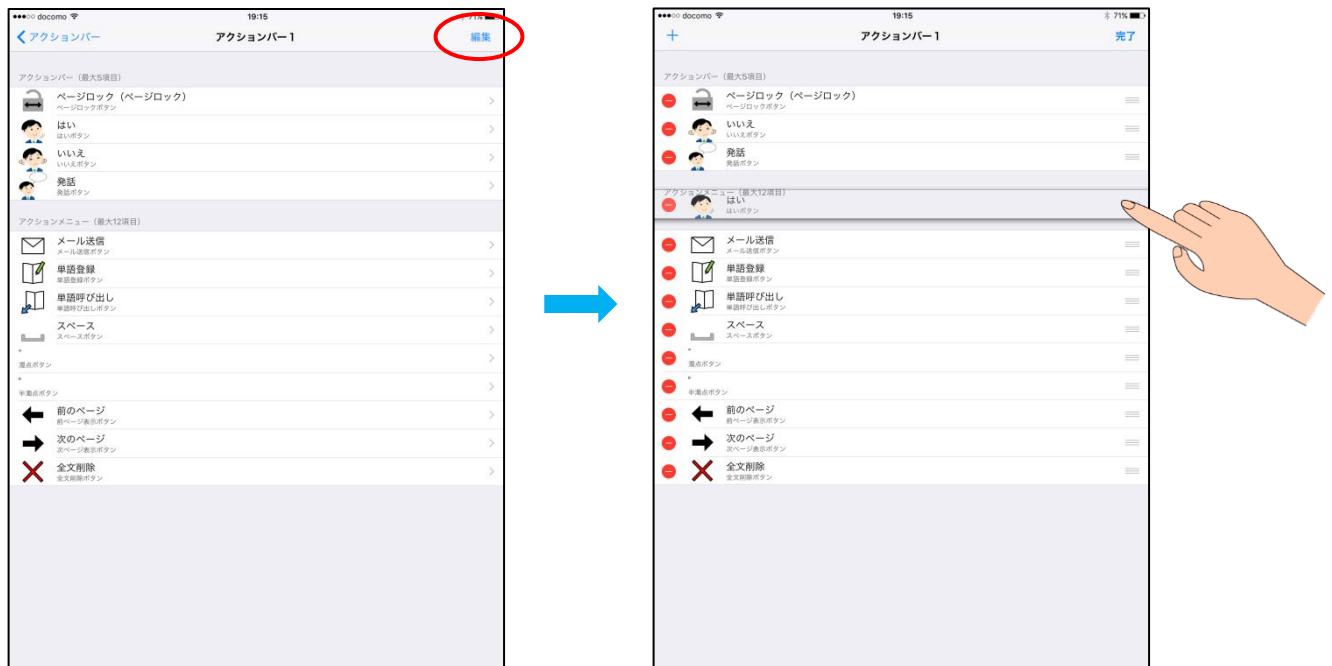 docomo 19:15 71%
アクションバー アクションバー 1 編集
アクションバー（最大5項目）
ページロック（ページロック）
ページロックボタン
はい
はいボタン
いいえ
いいえボタン
発話
発話ボタン
アクションメニュー（最大12項目）
メール送信
メール送信ボタン
単語登録
単語登録ボタン
単語呼び出し
単語呼び出しボタン
スペース
スペースボタン
濁点ボタン
半濁点ボタン
前のページ
前ページ表示ボタン
次のページ
次ページ表示ボタン
全文削除
全文削除ボタン
docomo 19:15 71%
+ アクションバー 1 完了
アクションバー（最大5項目）
ページロック（ページロック）
ページロックボタン
いいえ
いいえボタン
発話
発話ボタン
アクションメニュー（最大12項目）
はい
はいボタン
メール送信
メール送信ボタン
単語登録
単語登録ボタン
単語呼び出し
単語呼び出しボタン
スペース
スペースボタン
濁点ボタン
半濁点ボタン
前のページ
前ページ表示ボタン
次のページ
次ページ表示ボタン
全文削除
全文削除ボタン